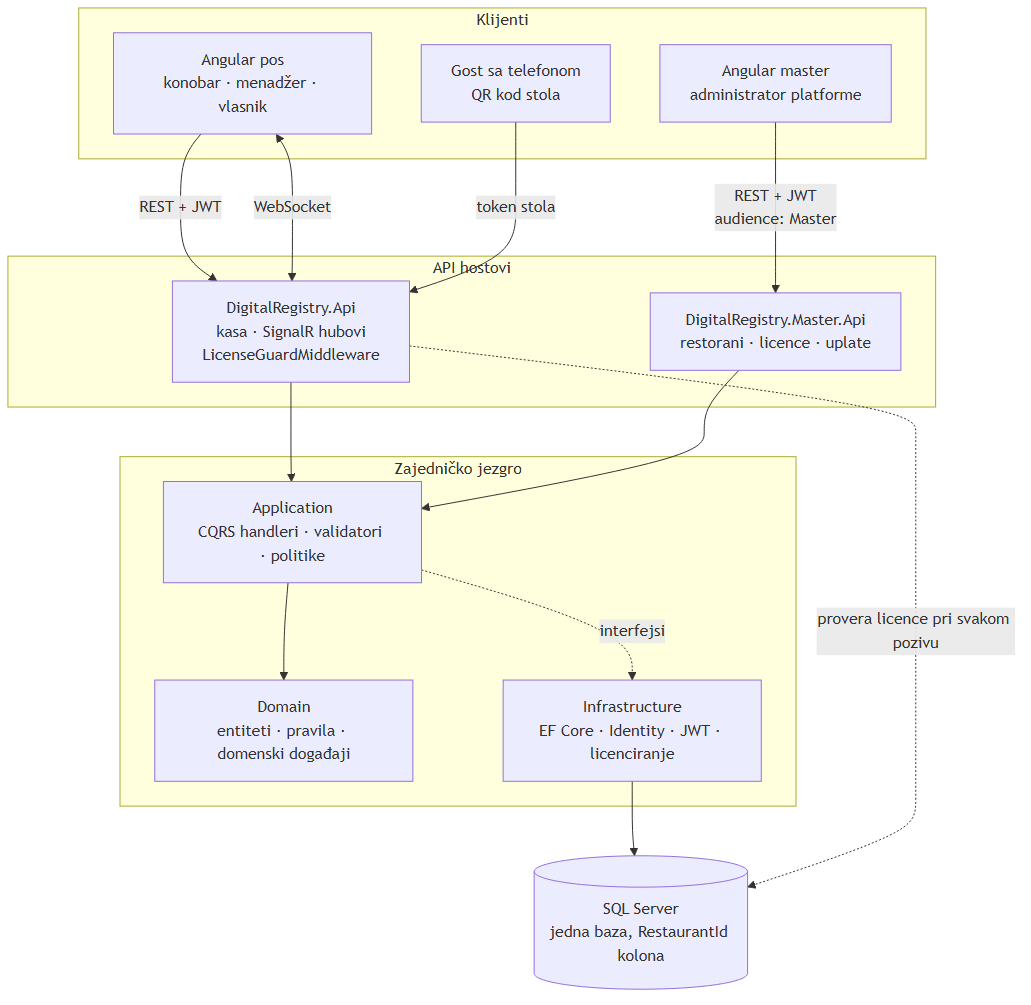 Klijenti
Angular pos
konobar · menadžer ·
vlasnik
Gost sa telefonom
QR kod stola
Angular master
administrator platforme
REST + JWT
WebSocket
token stola
REST + JWT
audience: Master
API hostovi
DigitalRegistry.Api
kasa · SignalR hubovi
LicenseGuardMiddleware
DigitalRegistry.Master.Api
restorani · licence · uplate
Zajedničko jezgro
Application
CQRS handleri · validatori
· politike
interfejsi
provera licence pri svakom
pozivu
Domain
entiteti · pravila ·
domenski događaji
Infrastructure
EF Core · Identity · JWT ·
licenciranje
SQL Server
jedna baza, RestaurantId
kolona